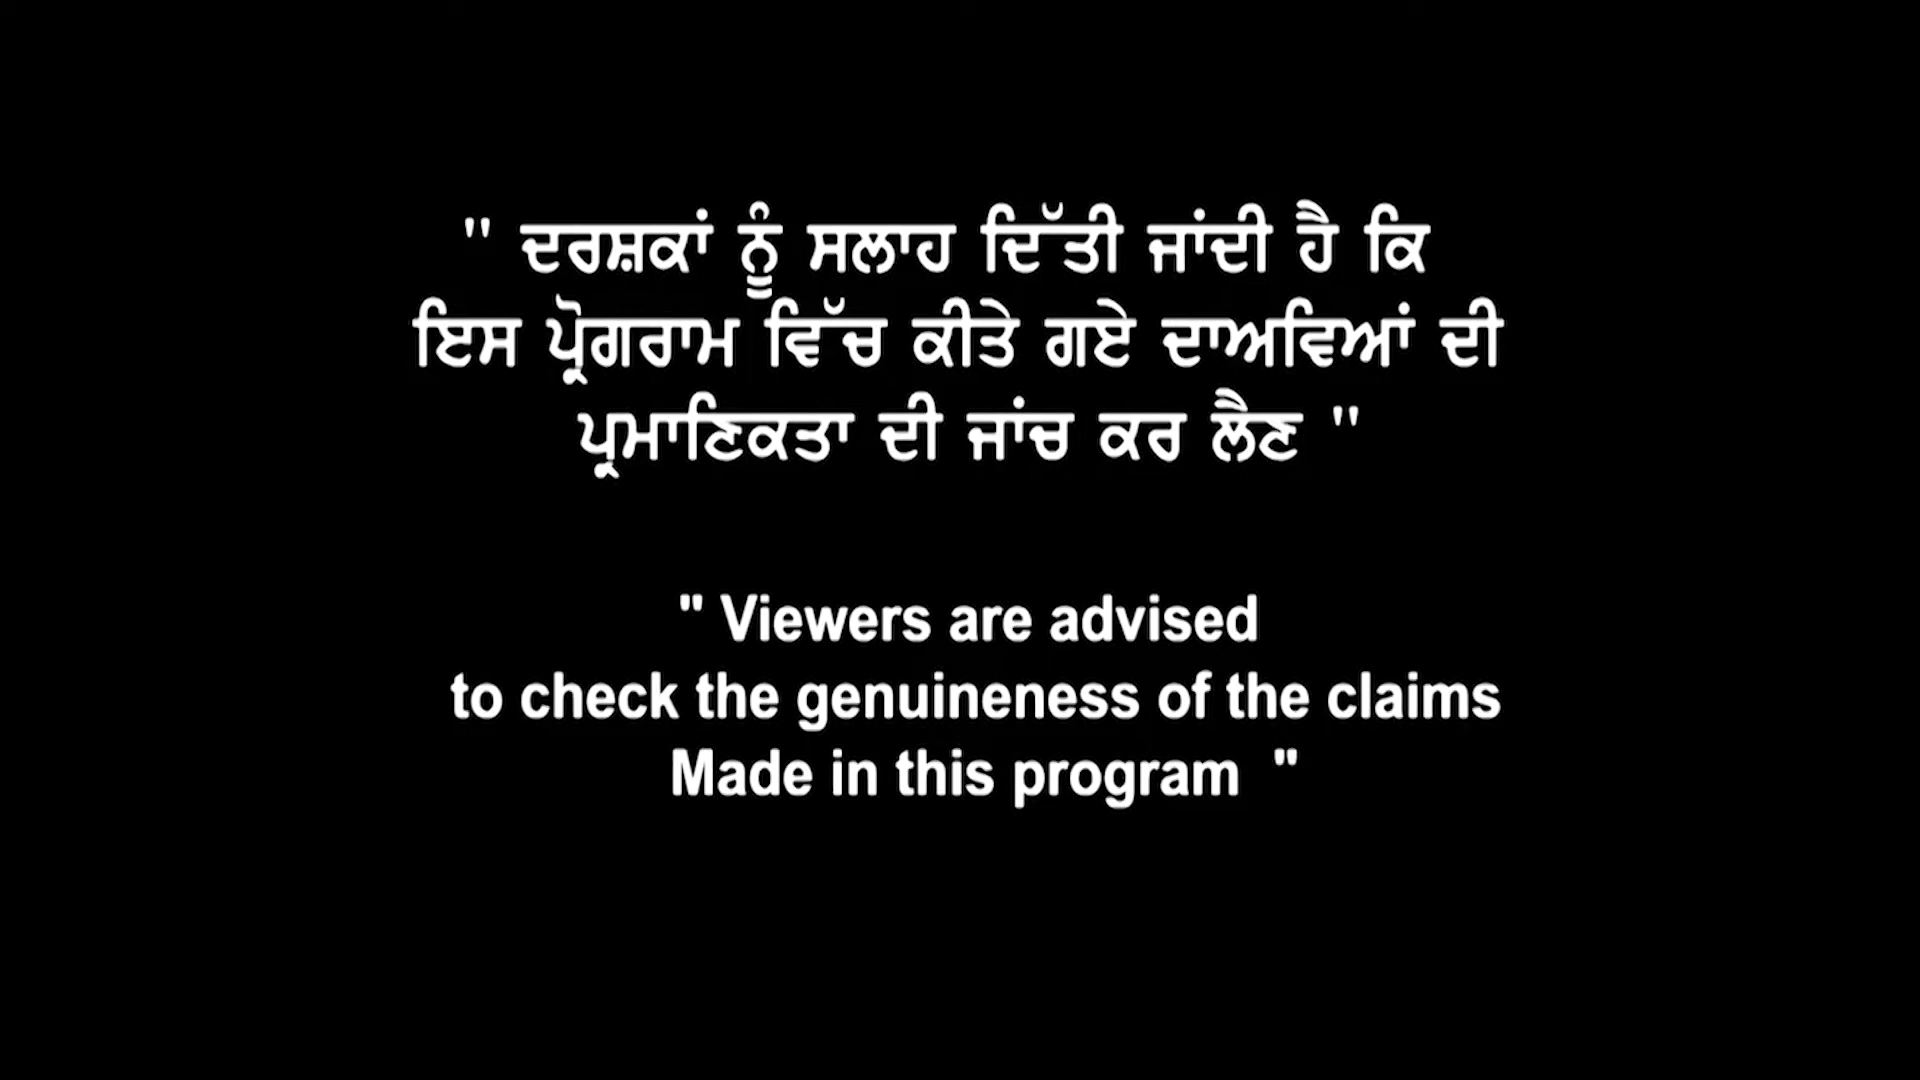 " ਦਰਸ਼ਕਾਂ ਨੂੰ ਸਲਾਹ ਦਿੱਤੀ ਜਾਂਦੀ ਹੈ ਕਿ
ਇਸ ਪ੍ਰੋਗਰਾਮ ਵਿੱਚ ਕੀਤੇ ਗਏ ਦਾਅਵਿਆਂ ਦੀ
ਪ੍ਰਮਾਣਿਕਤਾ ਦੀ ਜਾਂਚ ਕਰ ਲੈਣ "
" Viewers are advised
to check the genuineness of the claims
Made in this program "